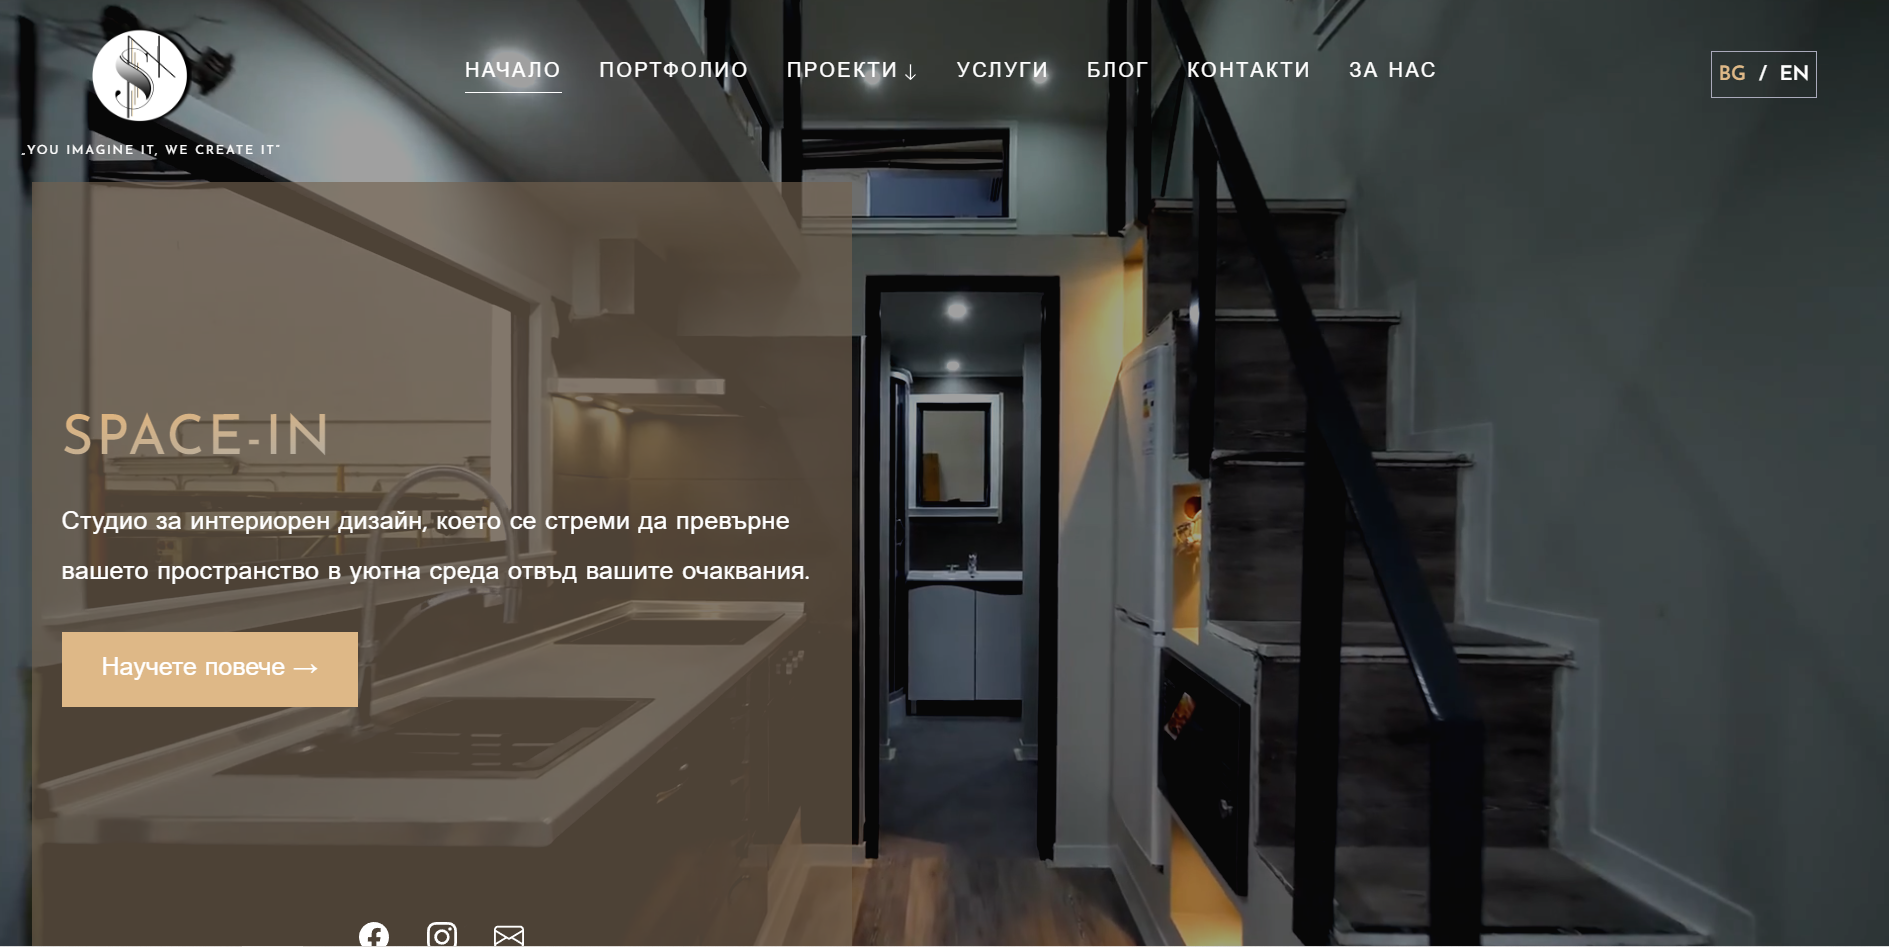 НАЧАЛО ПОРТФОЛИО ПРОЕКТИ ↓ УСЛУГИ БЛОГ КОНТАКТИ ЗА НАС
BG / EN
„YOU IMAGINE IT, WE CREATE IT"
SPACE-IN
Студио за интериорен дизайн, което се стреми да превърне
вашето пространство в уютна среда отвъд вашите очаквания.
Научете повече →